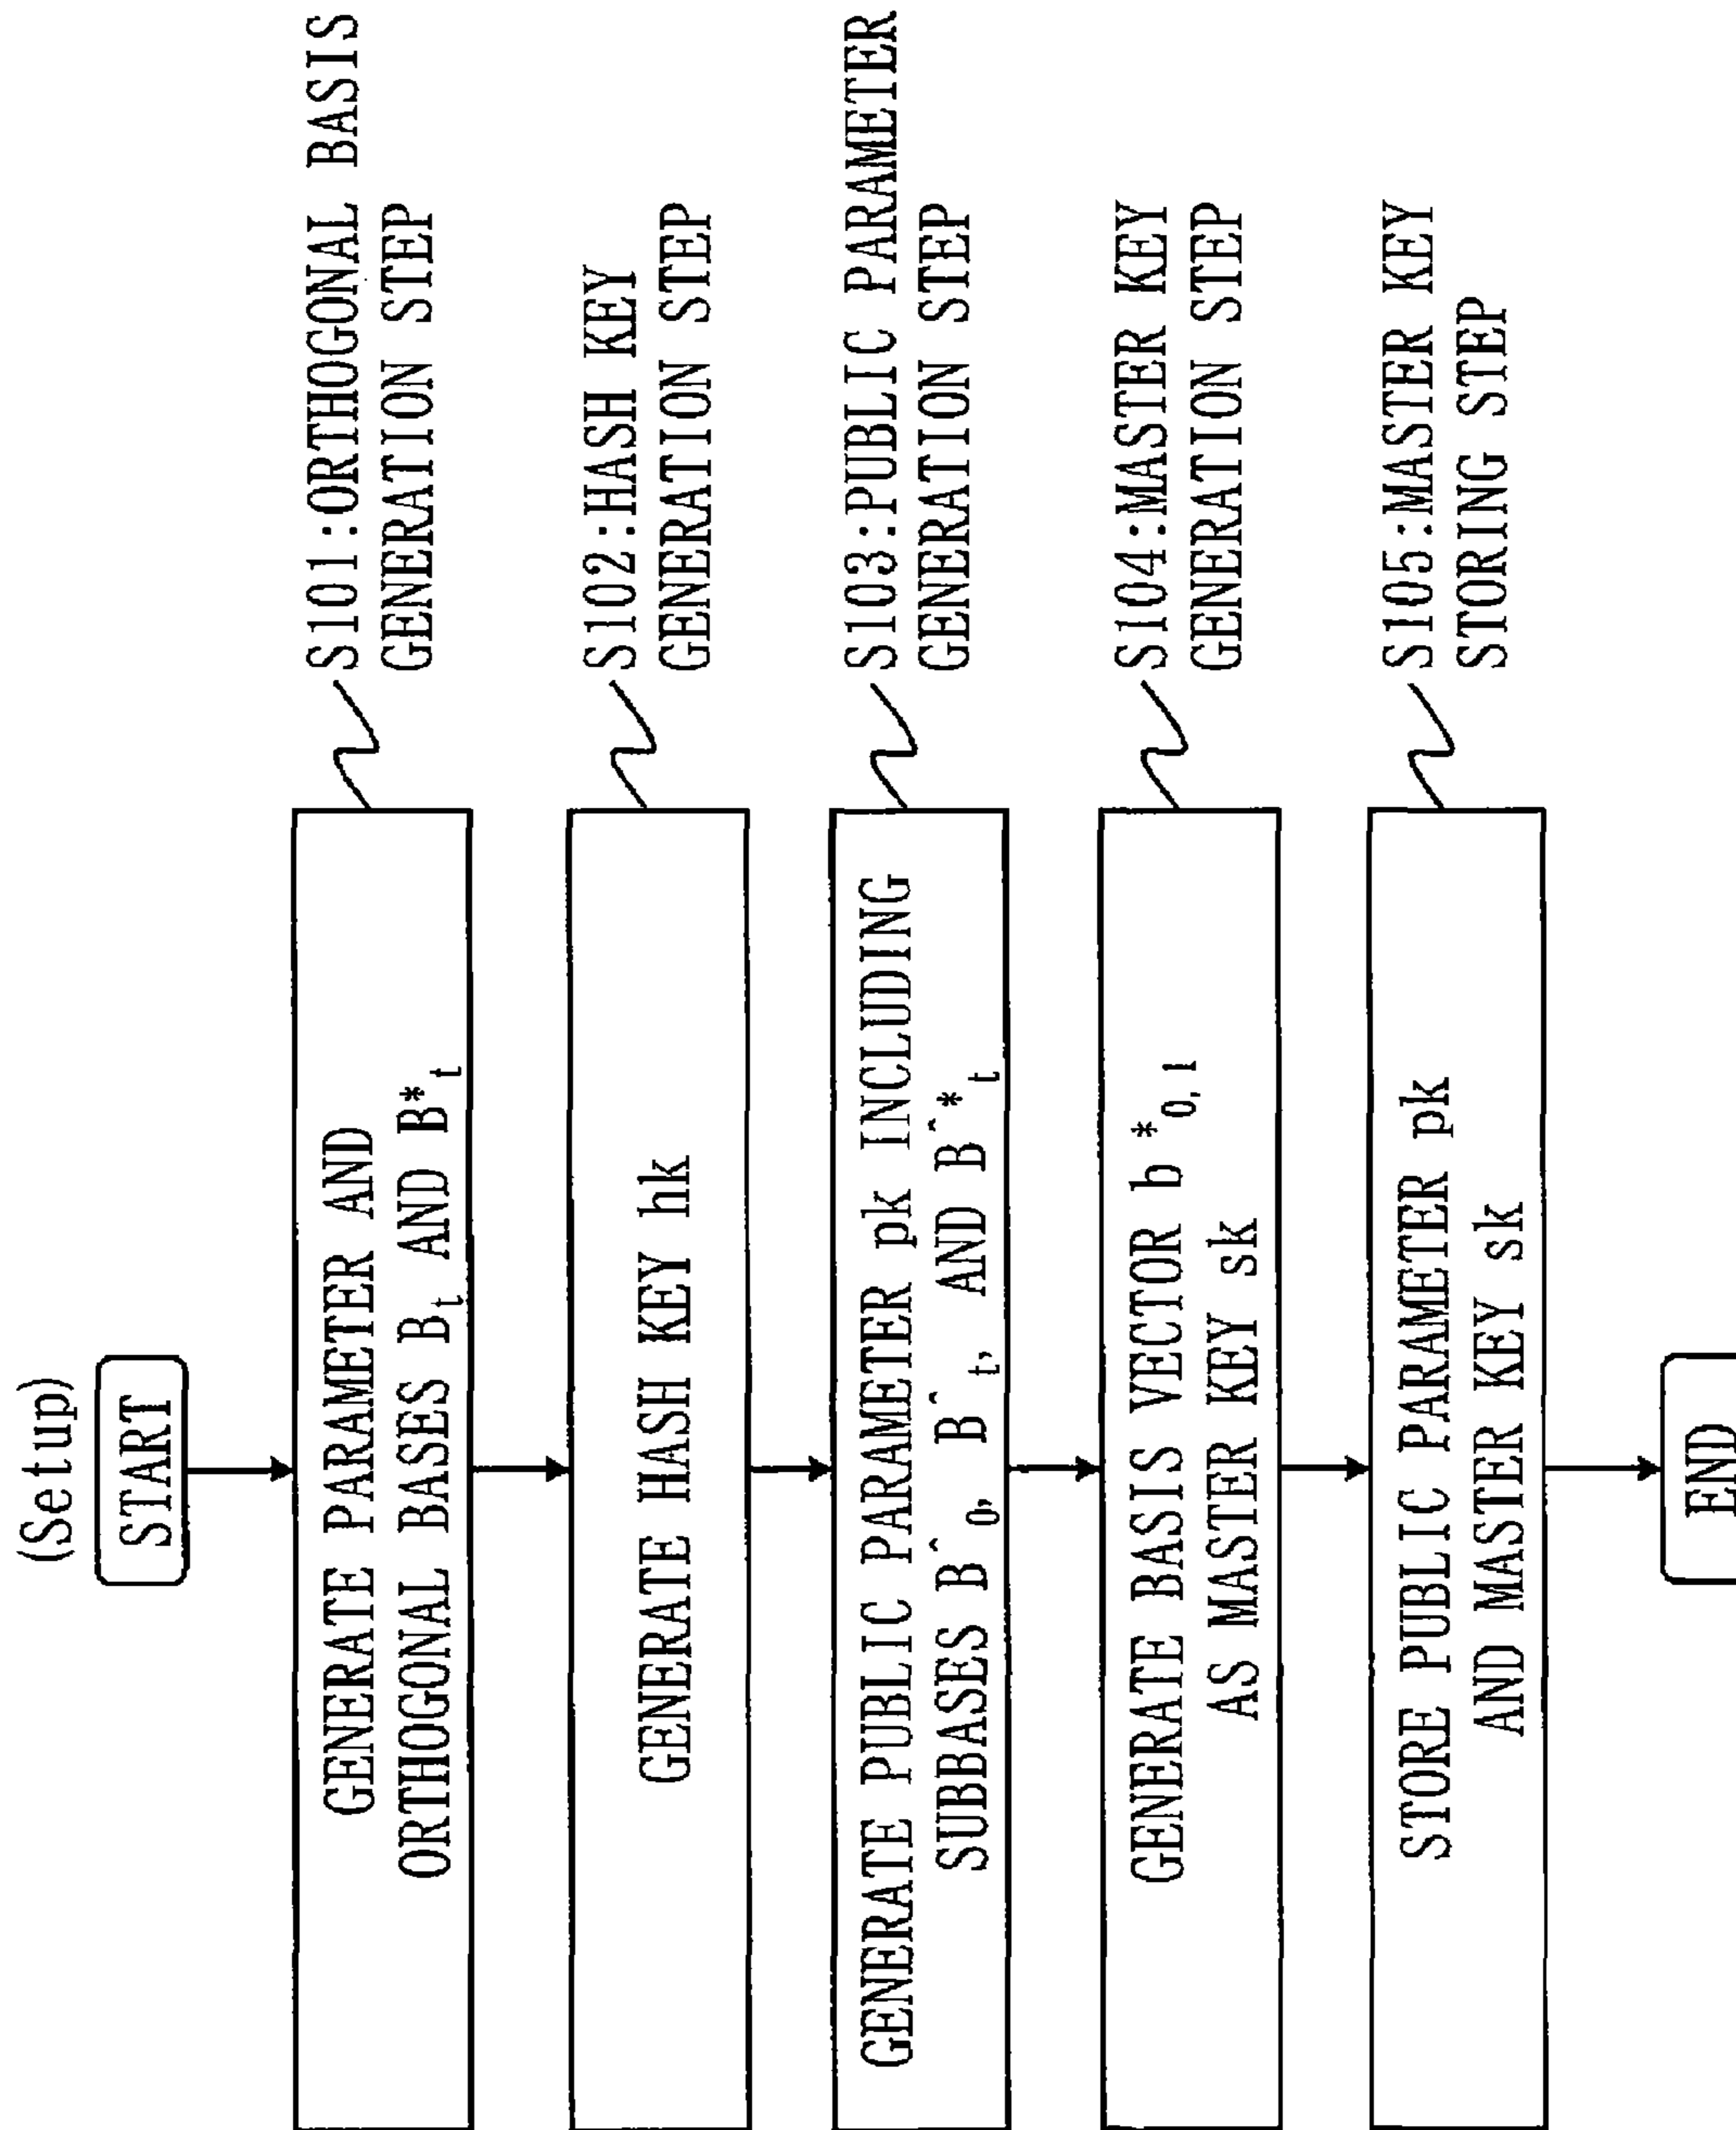 (Setup)
START
GENERATE PARAMETER AND
ORTHOGONAL BASES B_t AND B*_t
S101:ORTHOGONAL BASIS
GENERATION STEP
GENERATE HASH KEY hk
S102:HASH KEY
GENERATION STEP
GENERATE PUBLIC PARAMETER pk INCLUDING
SUBBASES B^_0, B^_t, AND B^*_t
S103:PUBLIC PARAMETER
GENERATION STEP
GENERATE BASIS VECTOR b*_0,1
AS MASTER KEY sk
S104:MASTER KEY
GENERATION STEP
STORE PUBLIC PARAMETER pk
AND MASTER KEY sk
S105:MASTER KEY
STORING STEP
END